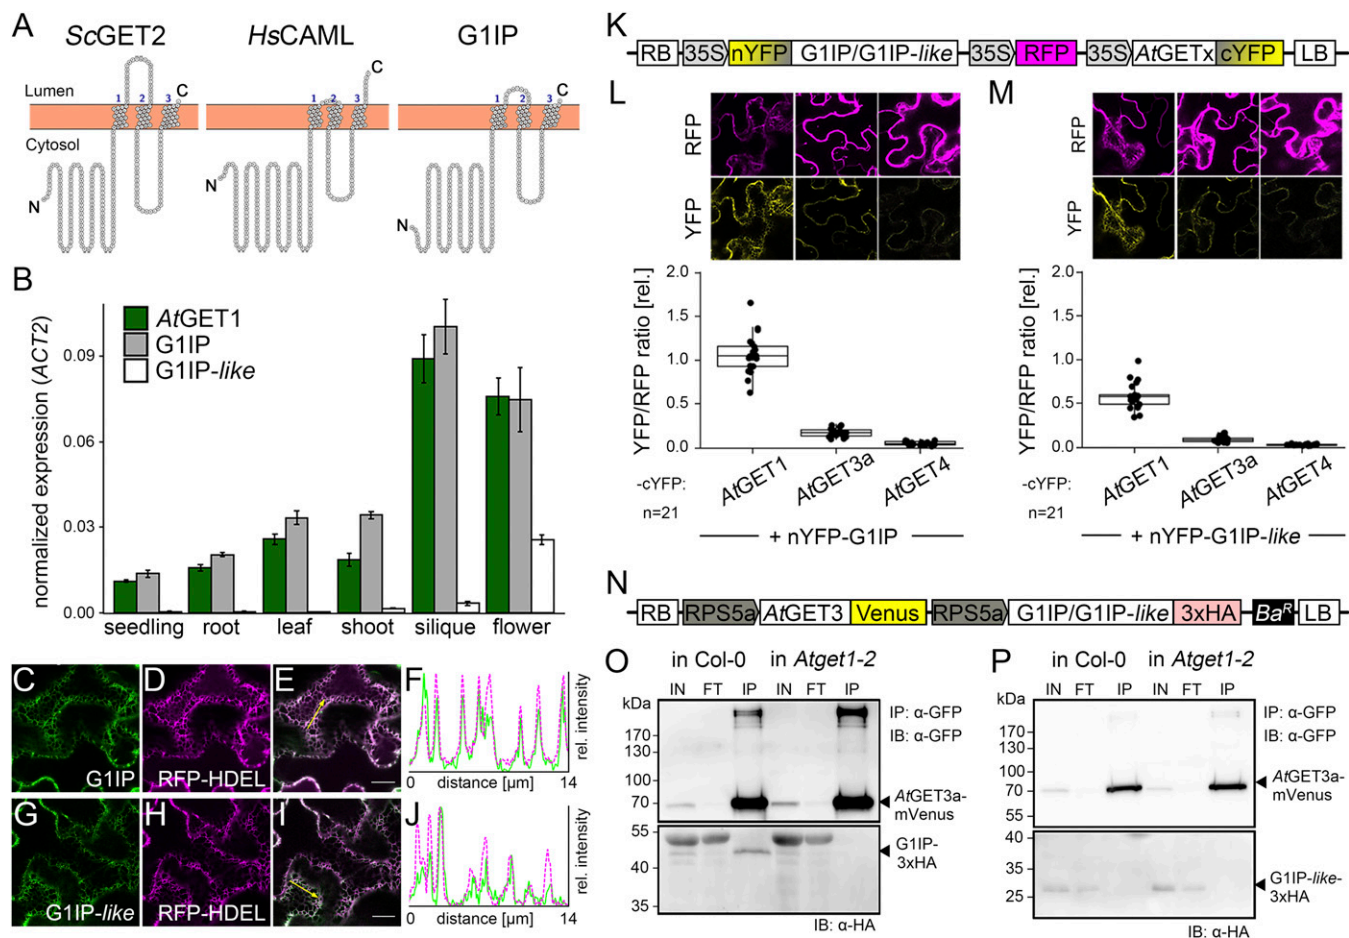 A
ScGET2
HsCAML
G1IP
Lumen
Cytosol
1 2 3 C
N
1 2 3 C
N
1 2 3 C
N
B
AtGET1
G1IP
G1IP-like
normalized expression (ACT2)
0.09
0.06
0.03
0.00
seedling root leaf shoot silique flower
C
G1IP
D
RFP-HDEL
E
F
rel. intensity
0 distance [µm] 14
G
G1IP-like
H
RFP-HDEL
I
J
rel. intensity
0 distance [µm] 14
K
RB 35S nYFP G1IP/G1IP-like 35S RFP 35S AtGETx cYFP LB
L
RFP
YFP
YFP/RFP ratio [rel.]
2.0
1.5
1.0
0.5
0.0
-cYFP:
AtGET1 AtGET3a AtGET4
n=21
+ nYFP-G1IP
M
RFP
YFP
YFP/RFP ratio [rel.]
2.0
1.5
1.0
0.5
0.0
-cYFP:
AtGET1 AtGET3a AtGET4
n=21
+ nYFP-G1IP-like
N
RB RPS5a AtGET3 Venus RPS5a G1IP/G1IP-like 3xHA BaR LB
O
in Col-0 in Atget1-2
IN FT IP IN FT IP
kDa
170
130
100
70
55
40
35
IP: α-GFP
IB: α-GFP
AtGET3a-
mVenus
G1IP-
3xHA
IB: α-HA
P
in Col-0 in Atget1-2
IN FT IP IN FT IP
kDa
170
130
100
70
55
40
35
25
IP: α-GFP
IB: α-GFP
AtGET3a-
mVenus
G1IP-like-
3xHA
IB: α-HA